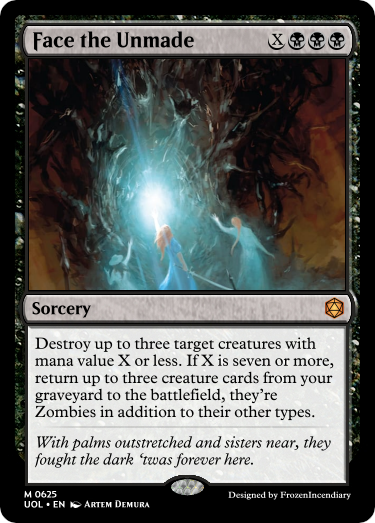 Face the Unmade
X
Sorcery
Destroy up to three target creatures with
mana value X or less. If X is seven or more,
return up to three creature cards from your
graveyard to the battlefield, they're
Zombies in addition to their other types.
With palms outstretched and sisters near, they
fought the dark ‘twas forever here.
M 0625
UOL • EN Artem Demura
Designed by FrozenIncendiary